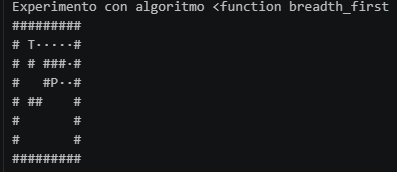 Experimento con algoritmo <function breadth_first
#########
# T·····#
# # ###·#
#   #P··#
# ##    #
#       #
#       #
#########